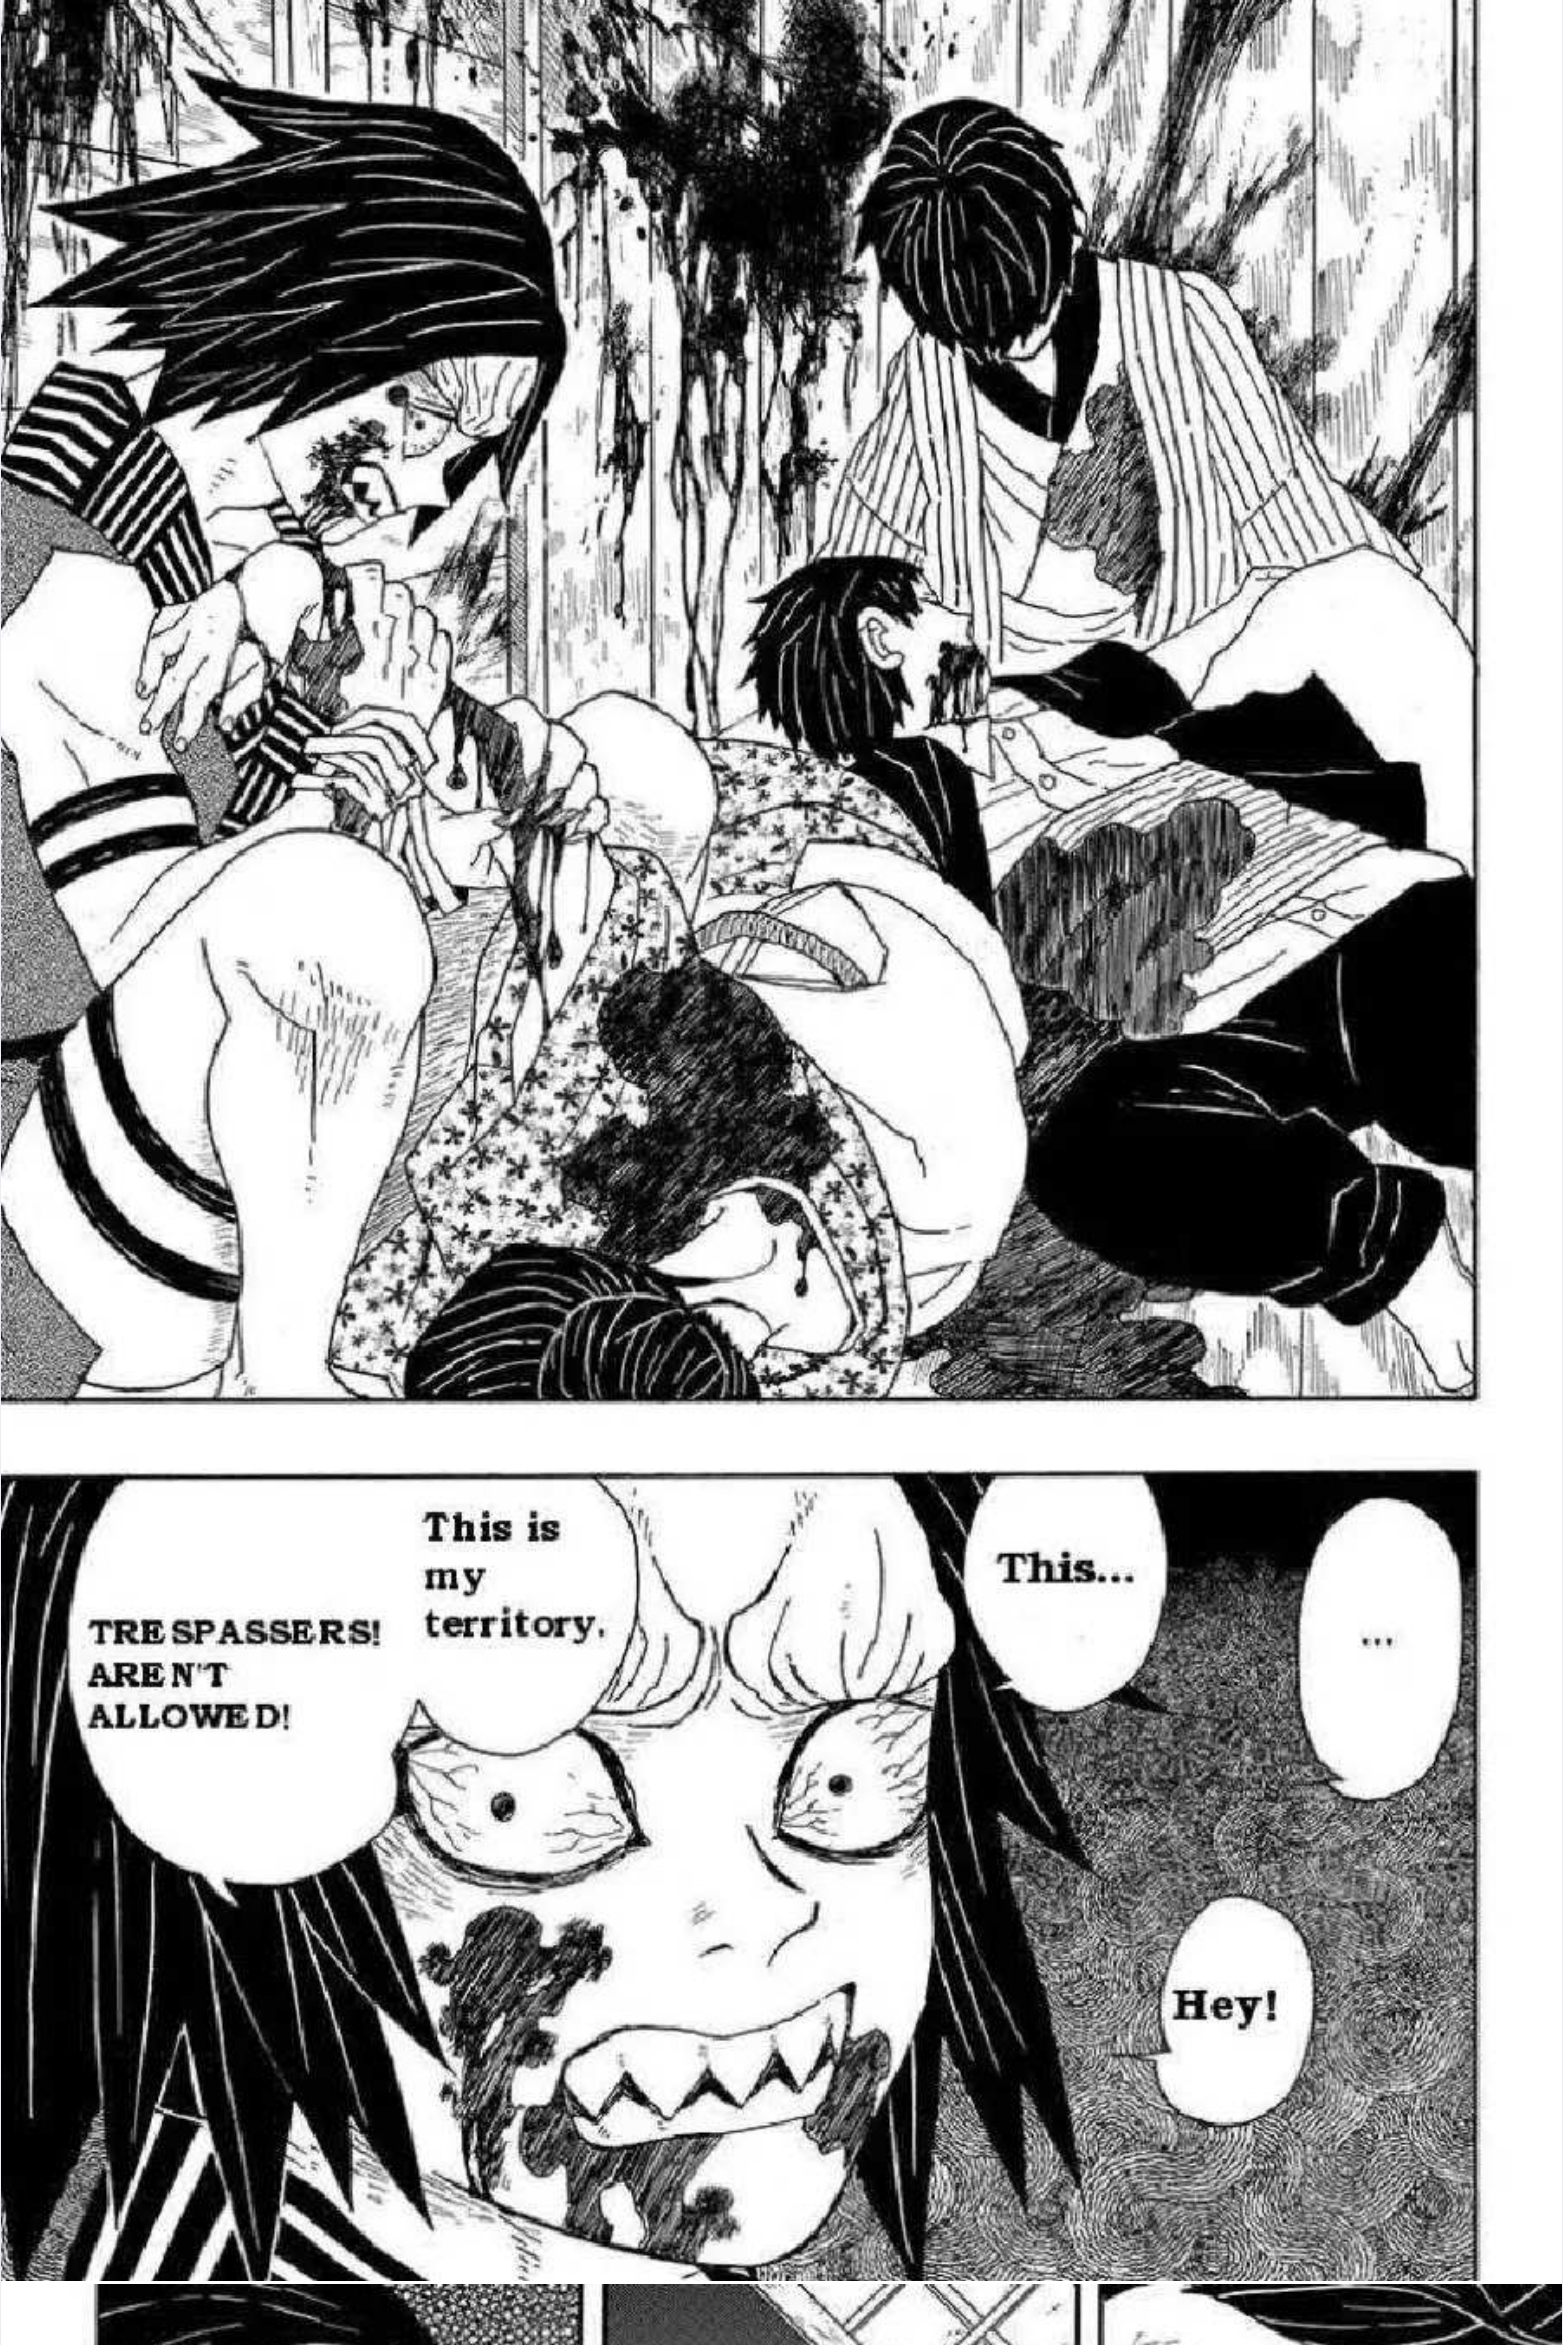 ...
Hey!
This...
This is
my
territory.
TRESPASSERS!
AREN'T
ALLOWED!